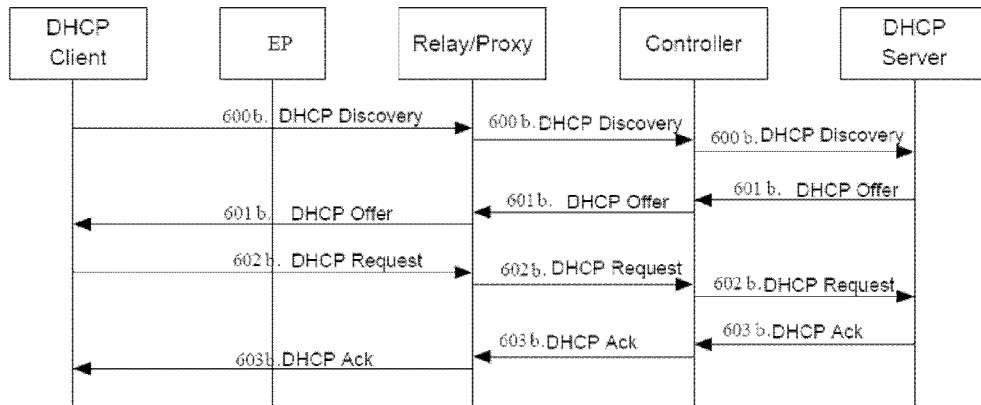 DHCP
Client
EP
Relay/Proxy
Controller
DHCP
Server
600b. DHCP Discovery
600b. DHCP Discovery
600b. DHCP Discovery
601b. DHCP Offer
601b. DHCP Offer
601b. DHCP Offer
602b. DHCP Request
602b. DHCP Request
602b. DHCP Request
603b. DHCP Ack
603b. DHCP Ack
603b. DHCP Ack